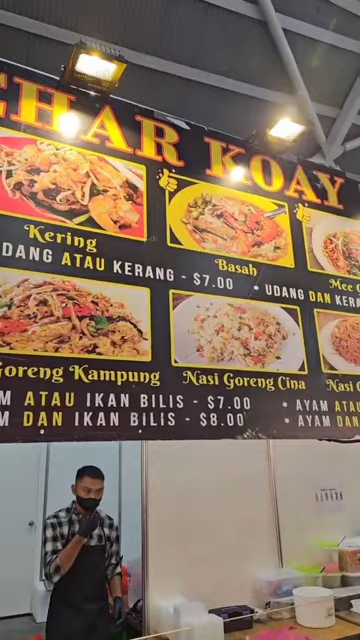 CHAR KOAY
Kering
Basah
Mee G
DANG ATAU KERANG - $7.00
• UDANG DAN KERA
Goreng Kampung
Nasi Goreng Cina
Nasi G
M ATAU IKAN BILIS - $7.00
• AYAM ATAU
M DAN IKAN BILIS - $8.00
• AYAM DAN